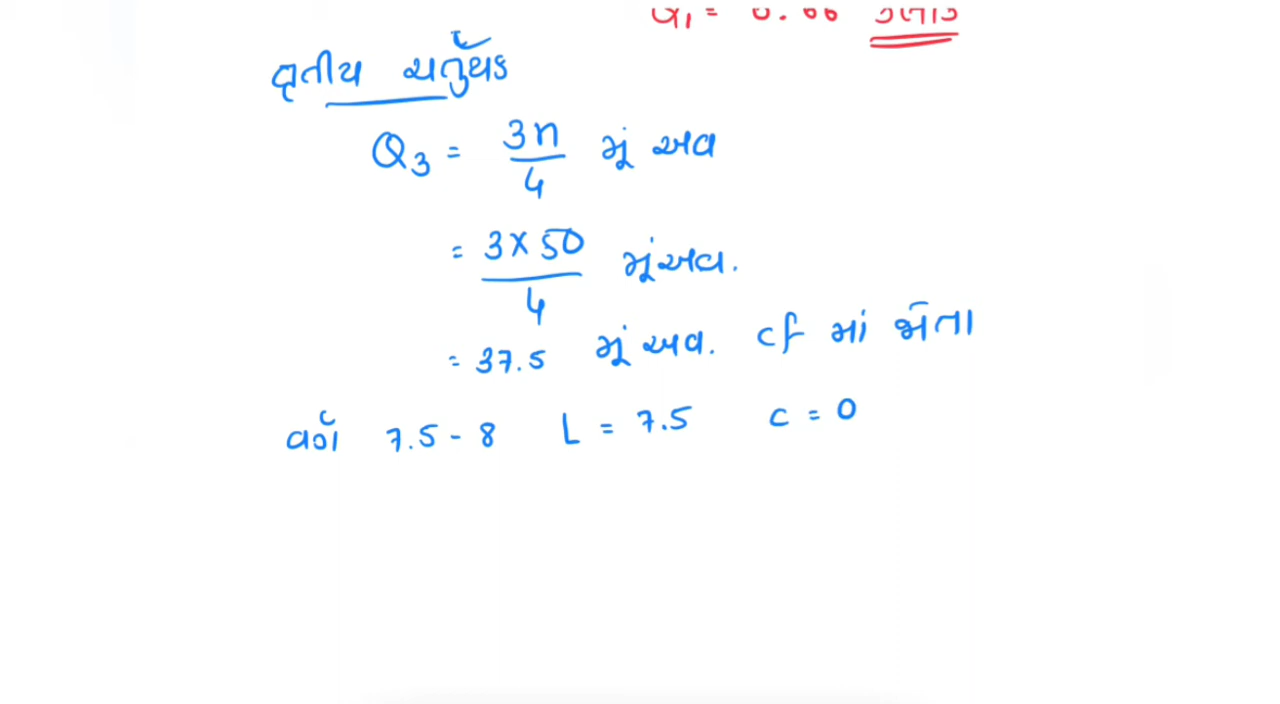 તૃતીય ચર્તુથક
Q3 = 3n/4 મૂં અવ
= 3 × 50/4 મૂં અવ.
= 37.5 મૂં અવ. cf માં જોતા
વર્ગ 7.5 - 8 L = 7.5 c = 0